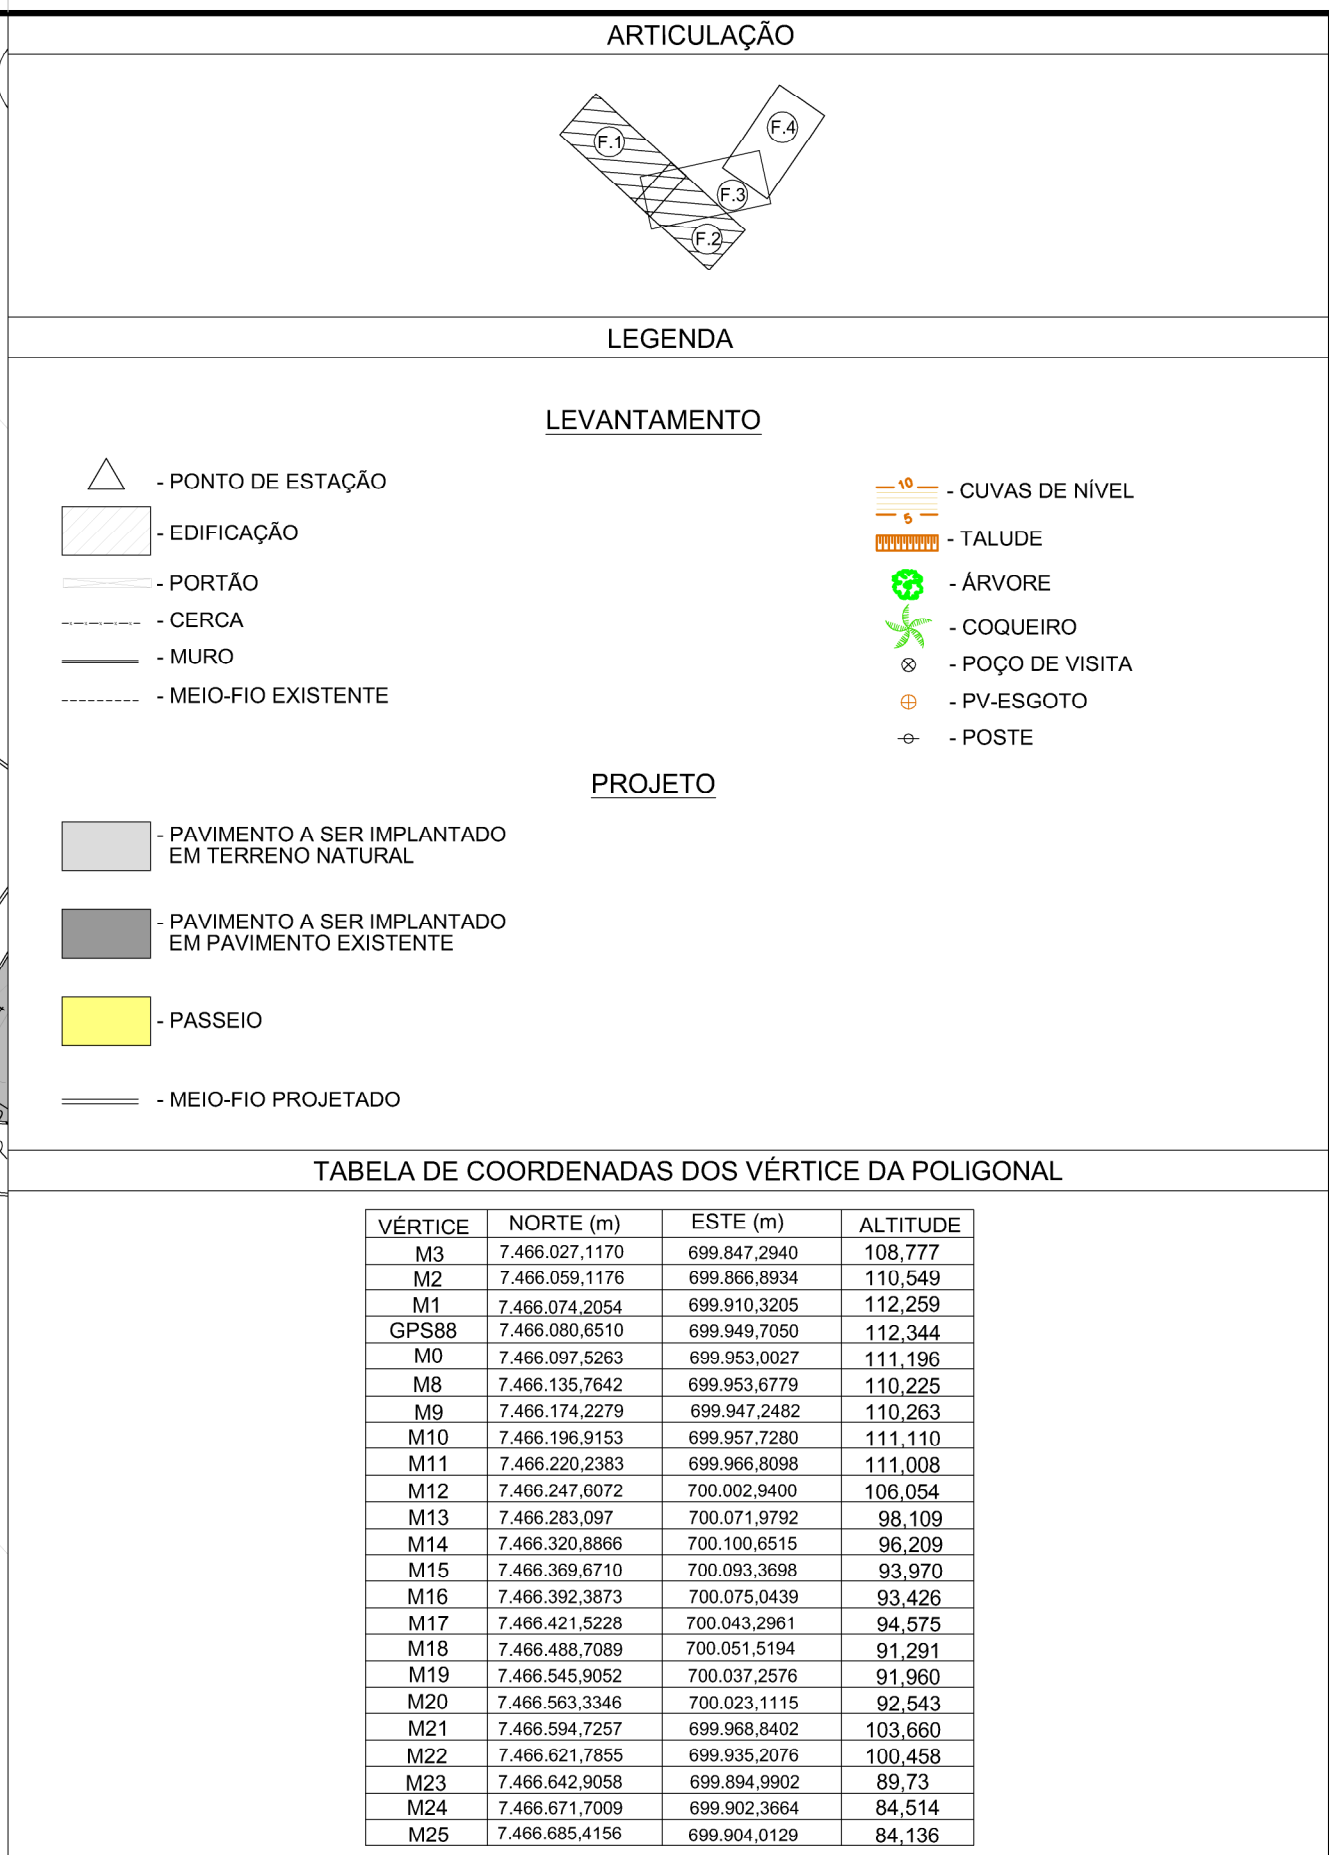 ARTICULAÇÃO
F.1
F.4
F.3
F.2
LEGENDA
LEVANTAMENTO
- PONTO DE ESTAÇÃO
- EDIFICAÇÃO
- PORTÃO
- CERCA
- MURO
- MEIO-FIO EXISTENTE
10
5
- CUVAS DE NÍVEL
- TALUDE
- ÁRVORE
- COQUEIRO
- POÇO DE VISITA
- PV-ESGOTO
- POSTE
PROJETO
- PAVIMENTO A SER IMPLANTADO
EM TERRENO NATURAL
- PAVIMENTO A SER IMPLANTADO
EM PAVIMENTO EXISTENTE
- PASSEIO
- MEIO-FIO PROJETADO
TABELA DE COORDENADAS DOS VÉRTICE DA POLIGONAL
VÉRTICE NORTE (m) ESTE (m) ALTITUDE
M3 7.466.027,1170 699.847,2940 108,777
M2 7.466.059,1176 699.866,8934 110,549
M1 7.466.074,2054 699.910,3205 112,259
GPS88 7.466.080,6510 699.949,7050 112,344
M0 7.466.097,5263 699.953,0027 111,196
M8 7.466.135,7642 699.953,6779 110,225
M9 7.466.174,2279 699.947,2482 110,263
M10 7.466.196,9153 699.957,7280 111,110
M11 7.466.220,2383 699.966,8098 111,008
M12 7.466.247,6072 700.002,9400 106,054
M13 7.466.283,097 700.071,9792 98,109
M14 7.466.320,8866 700.100,6515 96,209
M15 7.466.369,6710 700.093,3698 93,970
M16 7.466.392,3873 700.075,0439 93,426
M17 7.466.421,5228 700.043,2961 94,575
M18 7.466.488,7089 700.051,5194 91,291
M19 7.466.545,9052 700.037,2576 91,960
M20 7.466.563,3346 700.023,1115 92,543
M21 7.466.594,7257 699.968,8402 103,660
M22 7.466.621,7855 699.935,2076 100,458
M23 7.466.642,9058 699.894,9902 89,73
M24 7.466.671,7009 699.902,3664 84,514
M25 7.466.685,4156 699.904,0129 84,136